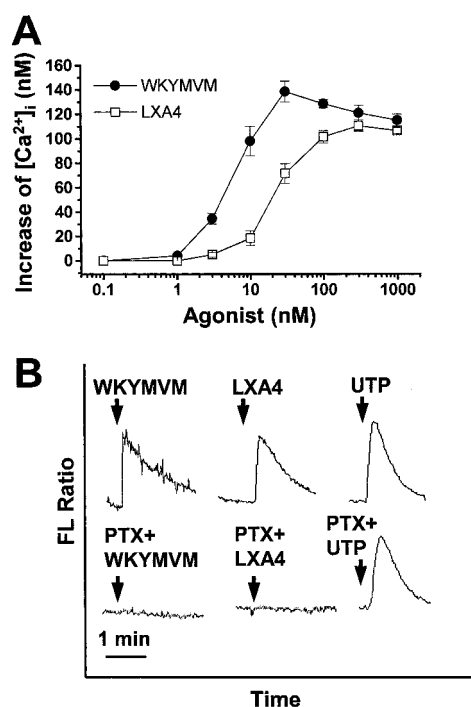 A
Increase of [Ca2+]i (nM)
160
140
120
100
80
60
40
20
0
WKYMVM
LXA4
0.1 1 10 100 1000
Agonist (nM)
B
FL Ratio
WKYMVM LXA4 UTP
PTX+ PTX+ PTX+
WKYMVM LXA4 UTP
1 min
Time